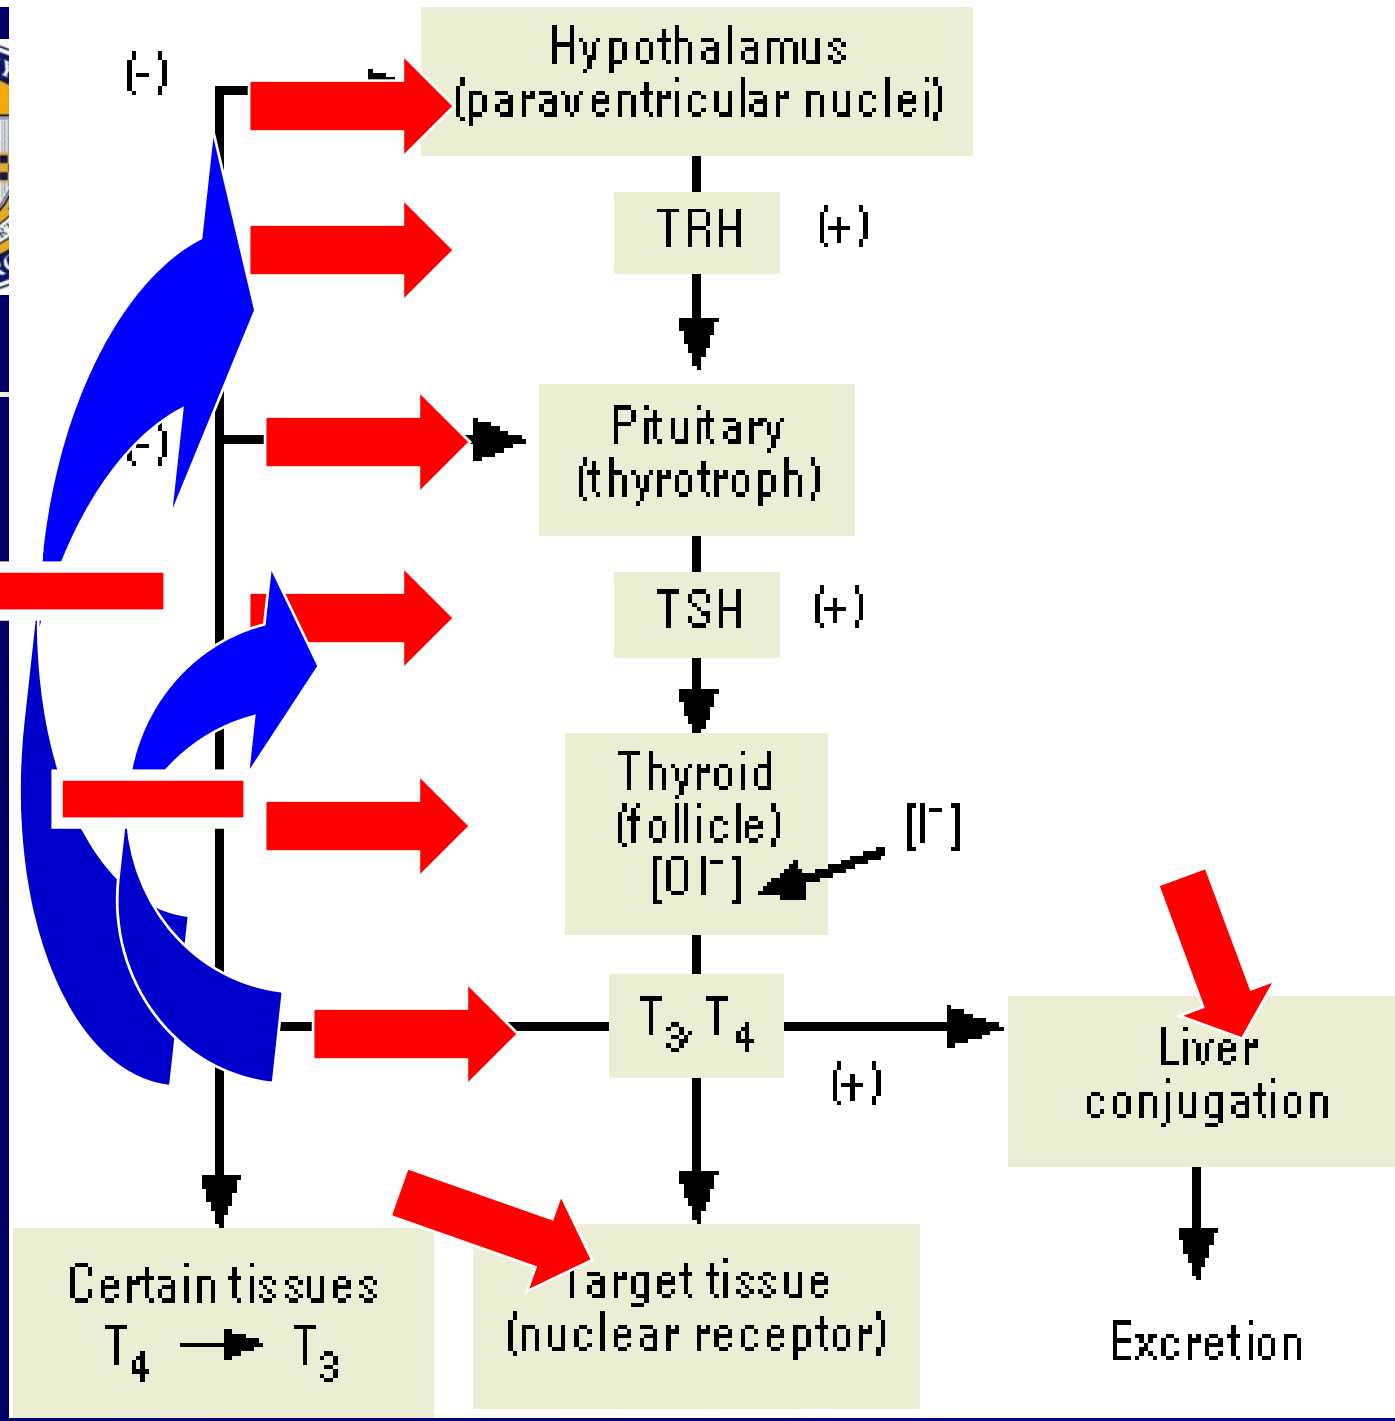 (-)
Hypothalamus
(paraventricular nuclei)
TRH
(+)
(-)
Pituitary
(thyrotroph)
TSH
(+)
Thyroid
(follicle)
[OI⁻]
[I⁻]
T₃, T₄
(+)
Liver
conjugation
Certain tissues
T₄ → T₃
Target tissue
(nuclear receptor)
Excretion